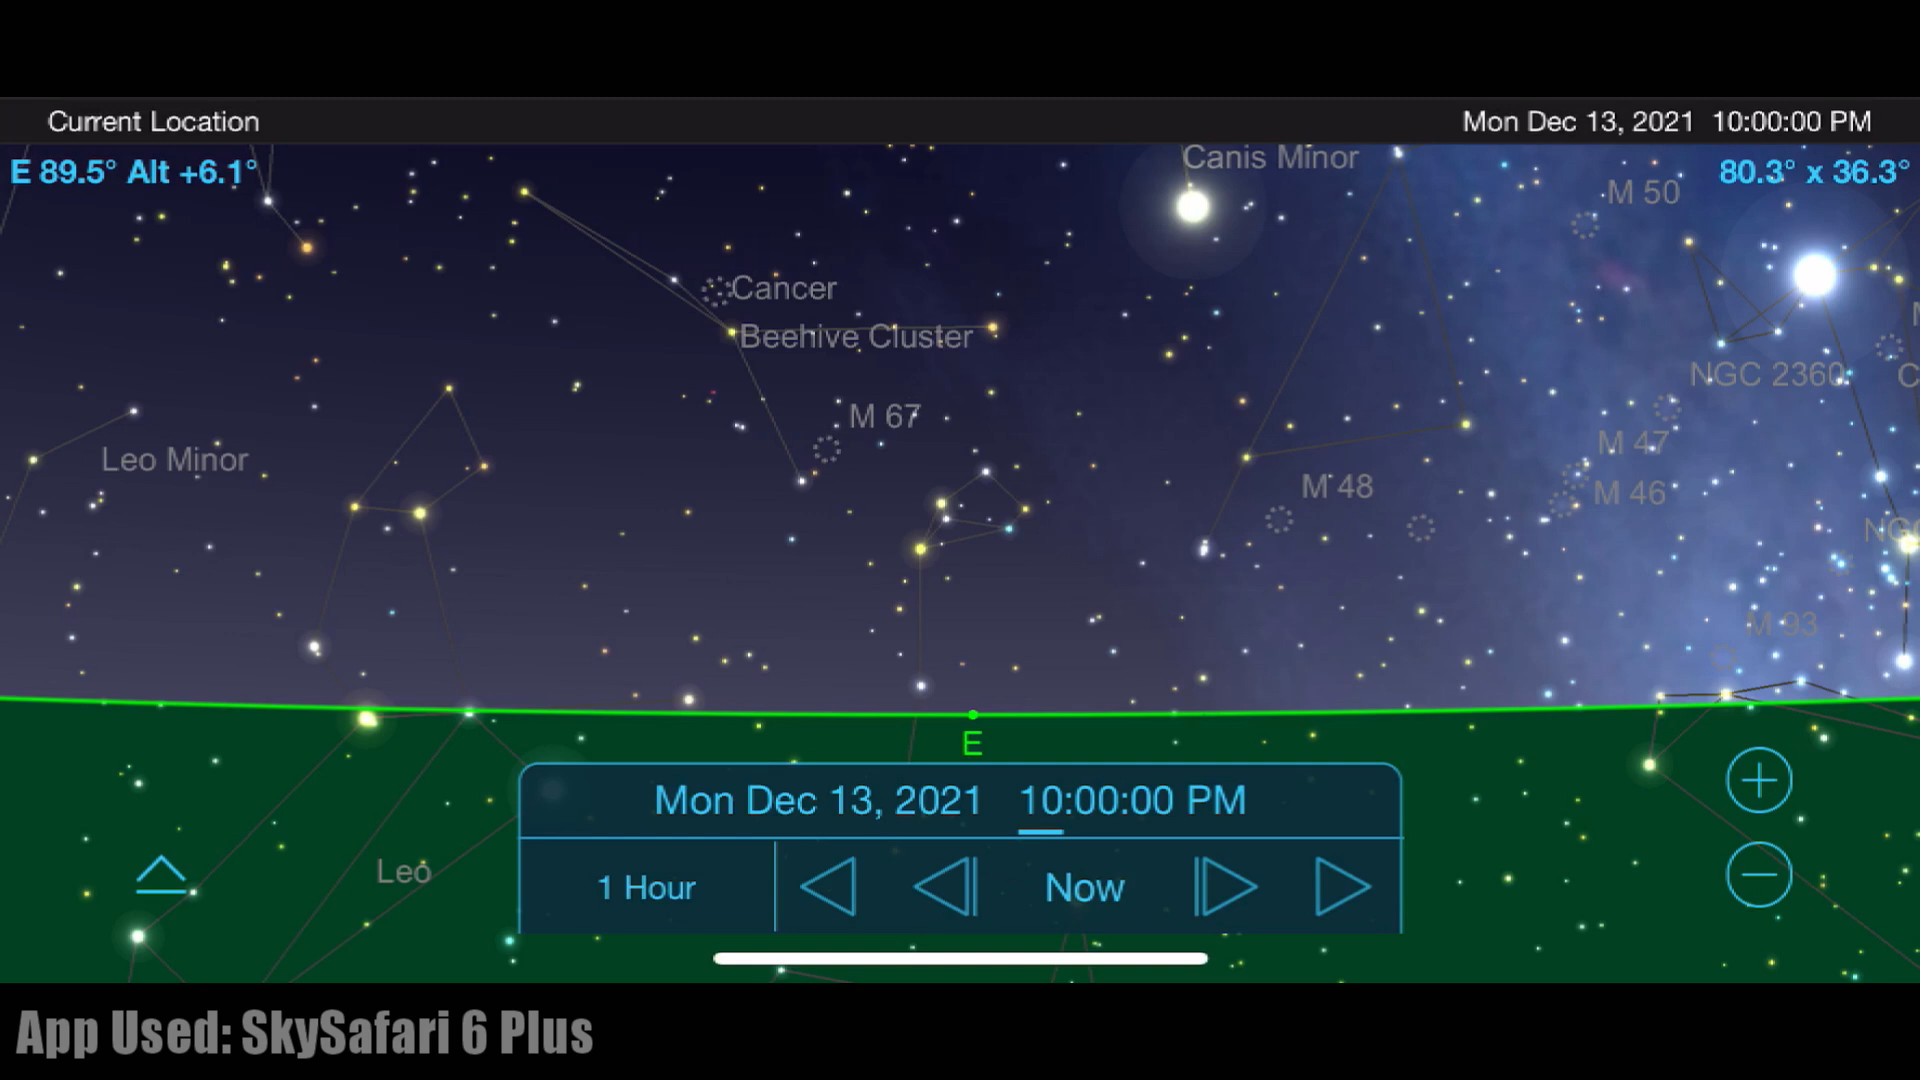 Current Location
Mon Dec 13, 2021 10:00:00 PM
E 89.5° Alt +6.1°
80.3° x 36.3°
Canis Minor
M 50
Cancer
Beehive Cluster
NGC 2360
M 67
M 47
Leo Minor
M 48
M 46
M 93
E
Mon Dec 13, 2021 10:00:00 PM
Leo
1 Hour
Now
App Used: SkySafari 6 Plus